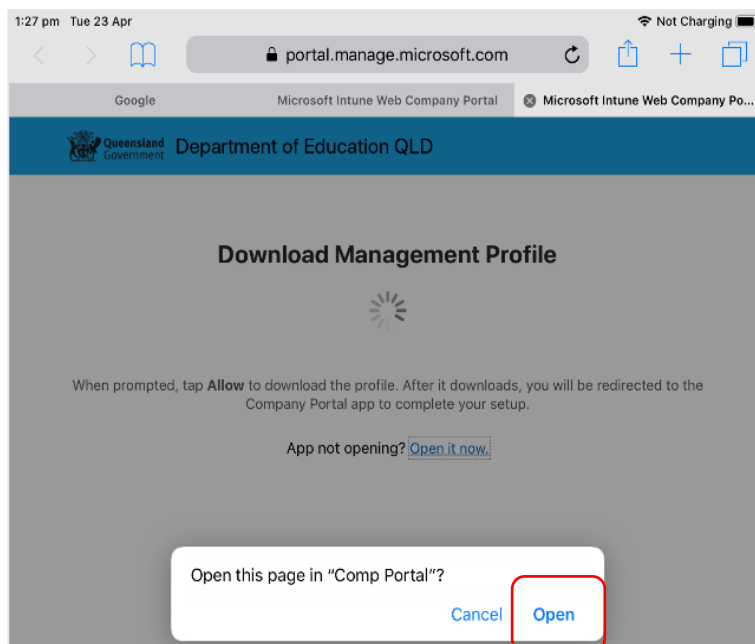 1:27 pm Tue 23 Apr Not Charging
portal.manage.microsoft.com
Google Microsoft Intune Web Company Portal Microsoft Intune Web Company Po...
Queensland
Government
Department of Education QLD
Download Management Profile
When prompted, tap Allow to download the profile. After it downloads, you will be redirected to the
Company Portal app to complete your setup.
App not opening? Open it now.
Open this page in “Comp Portal”?
Cancel Open